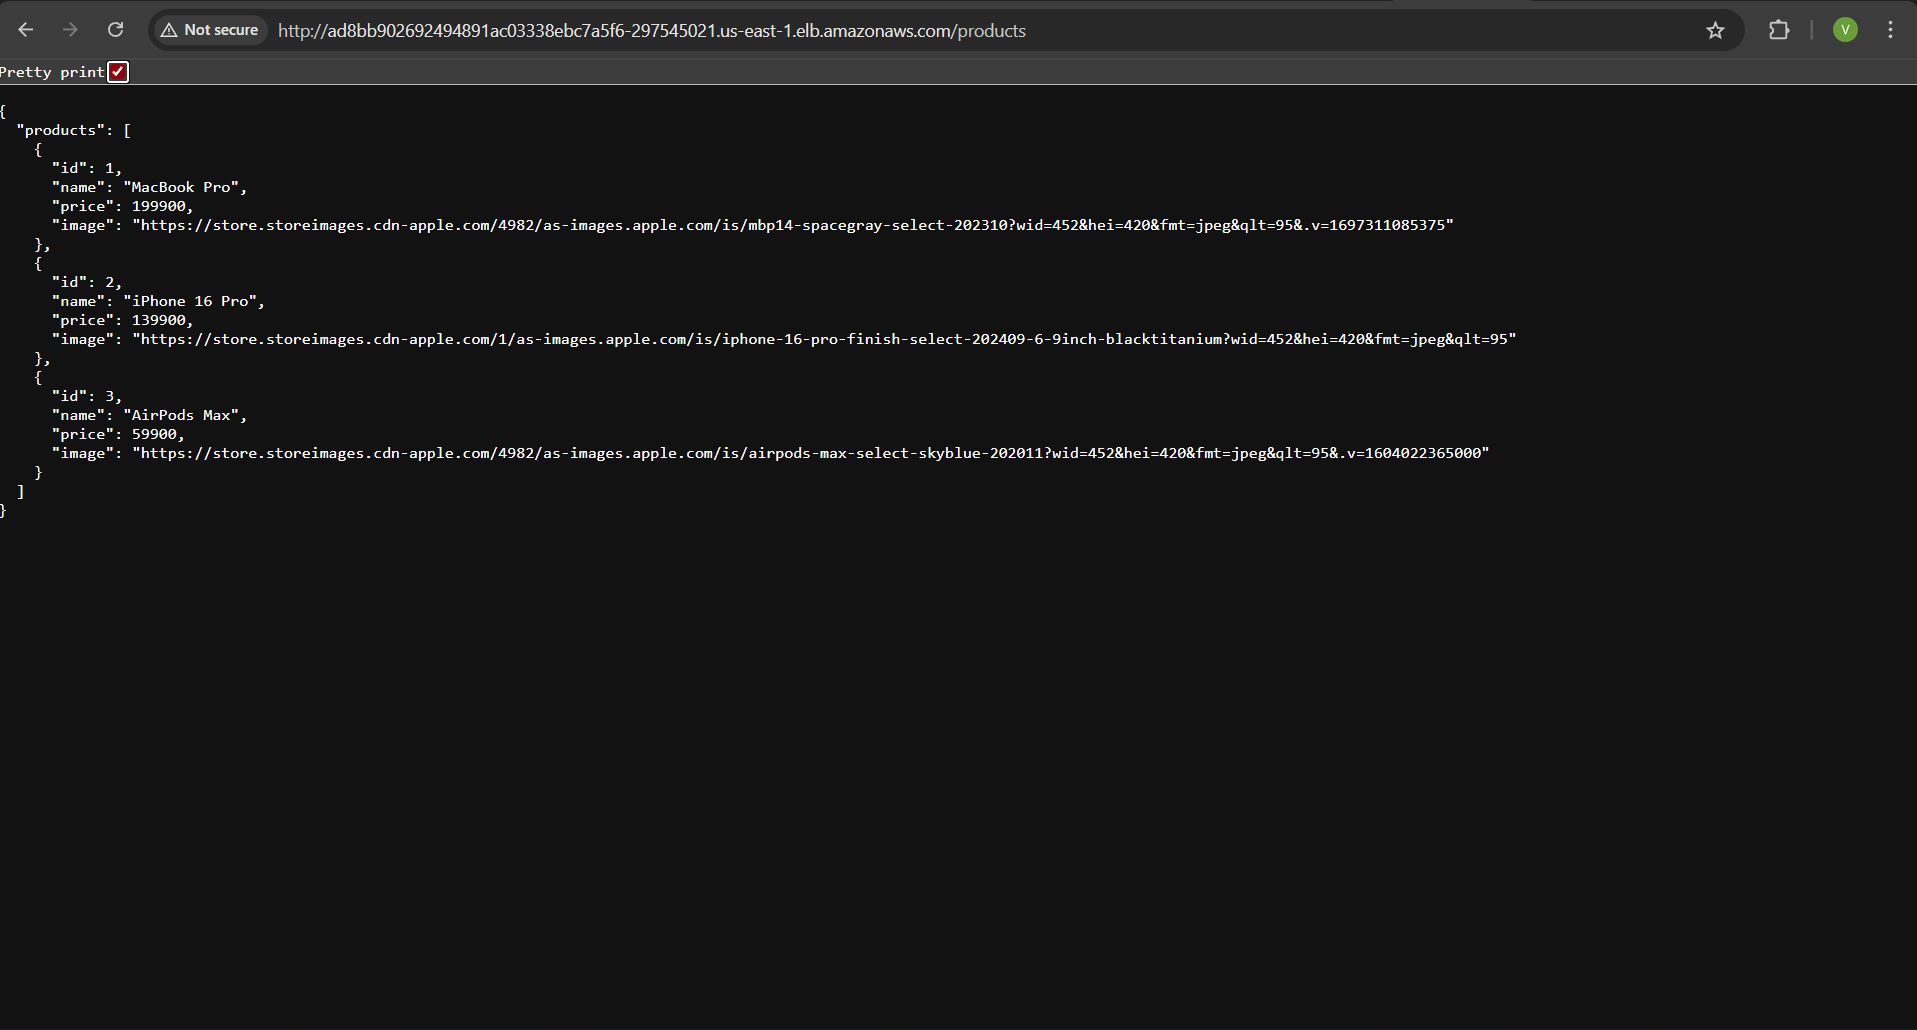 Not secure http://ad8bb902692494891ac03338ebc7a5f6-297545021.us-east-1.elb.amazonaws.com/products V
Pretty print
{
  "products": [
    {
      "id": 1,
      "name": "MacBook Pro",
      "price": 199900,
      "image": "https://store.storeimages.cdn-apple.com/4982/as-images.apple.com/is/mbp14-spacegray-select-202310?wid=452&hei=420&fmt=jpeg&qlt=95&.v=1697311085375"
    },
    {
      "id": 2,
      "name": "iPhone 16 Pro",
      "price": 139900,
      "image": "https://store.storeimages.cdn-apple.com/1/as-images.apple.com/is/iphone-16-pro-finish-select-202409-6-9inch-blacktitanium?wid=452&hei=420&fmt=jpeg&qlt=95"
    },
    {
      "id": 3,
      "name": "AirPods Max",
      "price": 59900,
      "image": "https://store.storeimages.cdn-apple.com/4982/as-images.apple.com/is/airpods-max-select-skyblue-202011?wid=452&hei=420&fmt=jpeg&qlt=95&.v=1604022365000"
    }
  ]
}